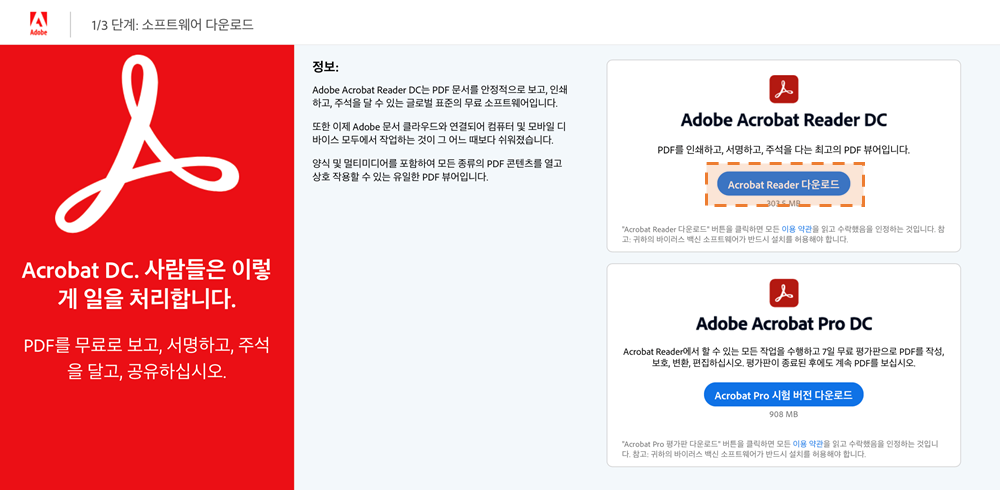 Adobe
1/3 단계: 소프트웨어 다운로드
Acrobat DC. 사람들은 이렇
게 일을 처리합니다.
PDF를 무료로 보고, 서명하고, 주석
을 달고, 공유하십시오.
정보:
Adobe Acrobat Reader DC는 PDF 문서를 안정적으로 보고, 인쇄
하고, 주석을 달 수 있는 글로벌 표준의 무료 소프트웨어입니다.
또한 이제 Adobe 문서 클라우드와 연결되어 컴퓨터 및 모바일 디
바이스 모두에서 작업하는 것이 그 어느 때보다 쉬워졌습니다.
양식 및 멀티미디어를 포함하여 모든 종류의 PDF 콘텐츠를 열고
상호 작용할 수 있는 유일한 PDF 뷰어입니다.
Adobe Acrobat Reader DC
PDF를 인쇄하고, 서명하고, 주석을 다는 최고의 PDF 뷰어입니다.
Acrobat Reader 다운로드
MB
"Acrobat Reader 다운로드" 버튼을 클릭하면 모든 이용 약관을 읽고 수락했음을 인정하는 것입니다. 참
고: 귀하의 바이러스 백신 소프트웨어가 반드시 설치를 허용해야 합니다.
Adobe Acrobat Pro DC
Acrobat Reader에서 할 수 있는 모든 작업을 수행하고 7일 무료 평가판으로 PDF를 작성,
보호, 변환, 편집하십시오. 평가판이 종료된 후에도 계속 PDF를 보십시오.
Acrobat Pro 시험 버전 다운로드
908 MB
"Acrobat Pro 평가판 다운로드" 버튼을 클릭하면 모든 이용 약관을 읽고 수락했음을 인정하는 것입니
다. 참고: 귀하의 바이러스 백신 소프트웨어가 반드시 설치를 허용해야 합니다.